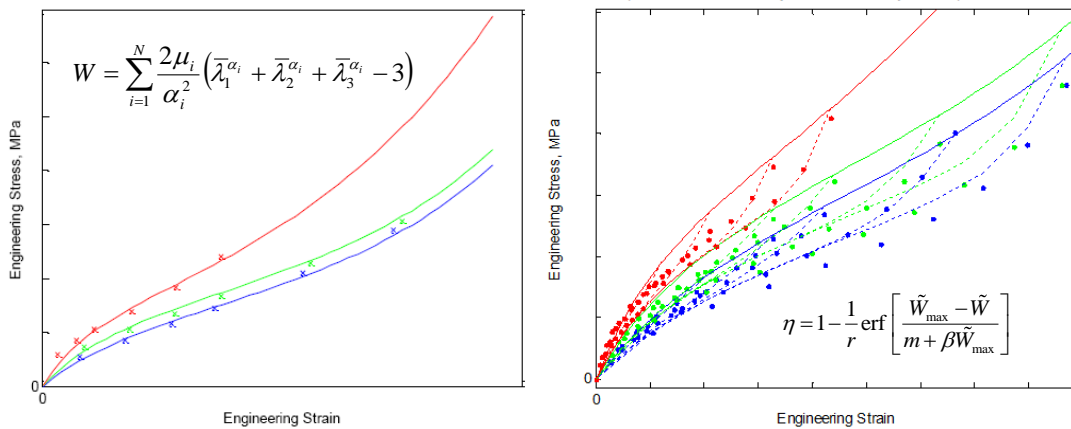 W = \sum_{i=1}^{N} \frac{2\mu_i}{\alpha_i^2} \left( \bar{\lambda}_1^{\alpha_i} + \bar{\lambda}_2^{\alpha_i} + \bar{\lambda}_3^{\alpha_i} - 3 \right)
Engineering Stress, MPa
0
0
Engineering Strain
\eta = 1 - \frac{1}{r} \operatorname{erf} \left[ \frac{\tilde{W}_{\max} - \tilde{W}}{m + \beta \tilde{W}_{\max}} \right]
Engineering Stress, MPa
0
0
Engineering Strain